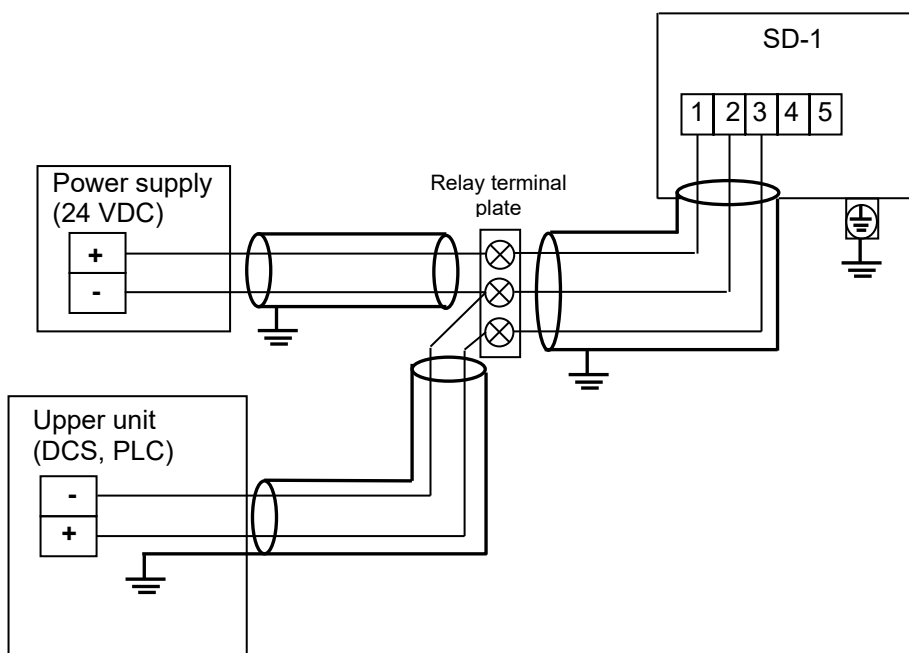 SD-1
1 2 3 4 5
Power supply
(24 VDC)
+
-
Relay terminal
plate
Upper unit
(DCS, PLC)
-
+